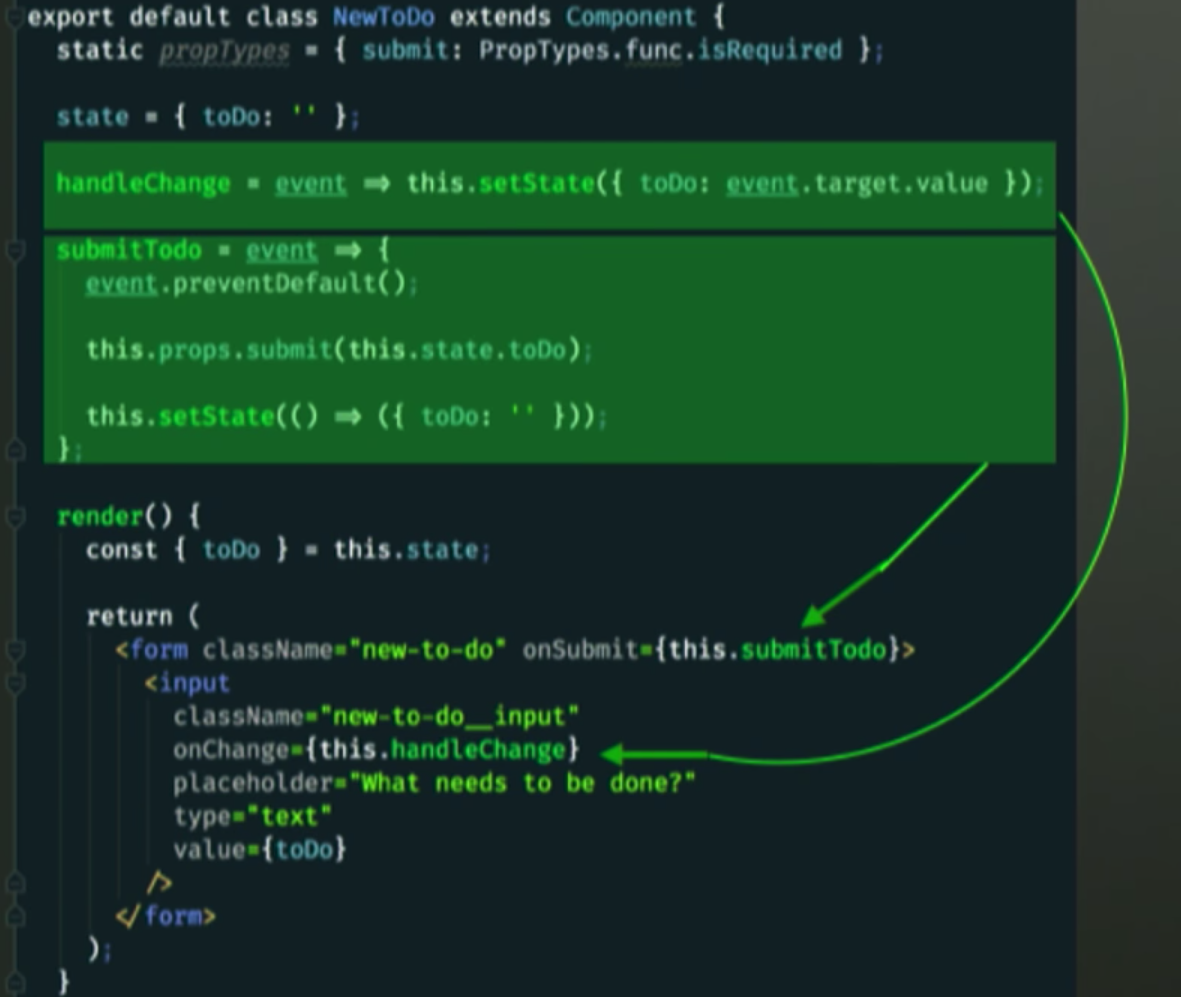 export default class NewToDo extends Component {
static propTypes = { submit: PropTypes.func.isRequired };
state = { toDo: '' };
handleChange = event => this.setState({ toDo: event.target.value });
submitTodo = event => {
event.preventDefault();
this.props.submit(this.state.toDo);
this.setState(() => ({ toDo: '' }));
};
render() {
const { toDo } = this.state;
return (
<form className="new-to-do" onSubmit={this.submitTodo}>
<input
className="new-to-do__input"
onChange={this.handleChange}
placeholder="What needs to be done?"
type="text"
value={toDo}
/>
</form>
);
}